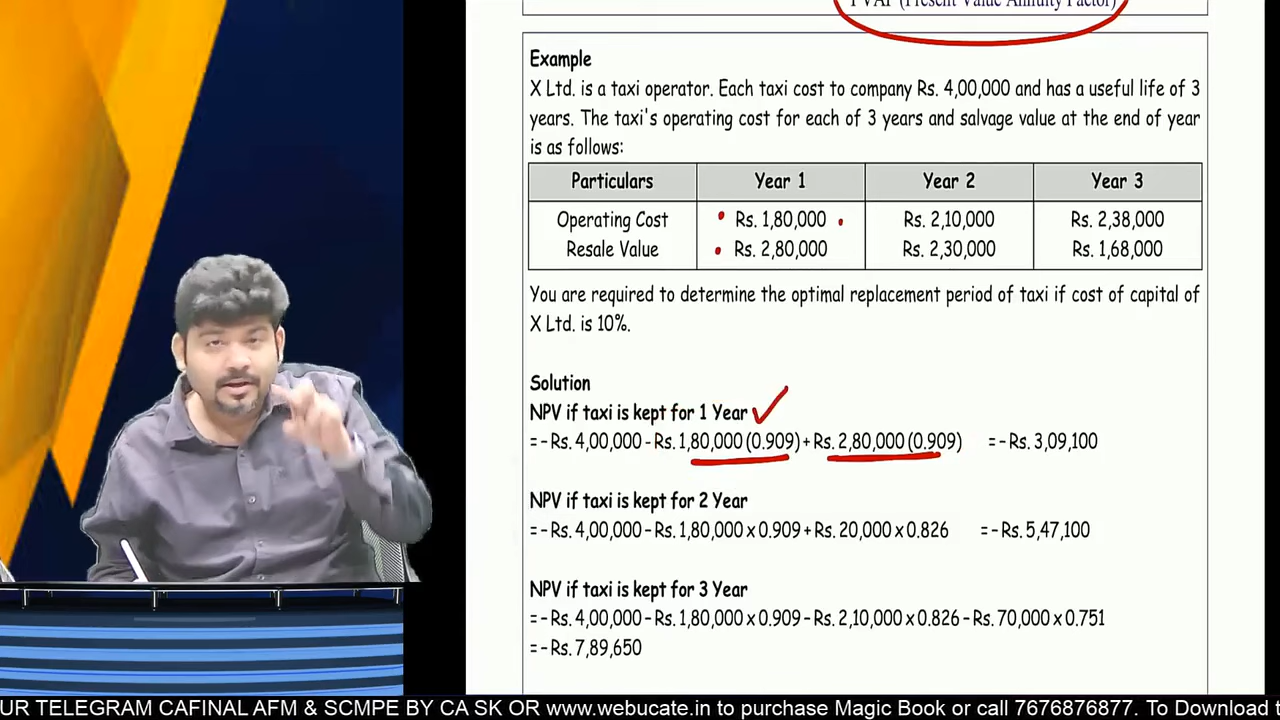 PVAF (Present Value Annuity Factor)
Example
X Ltd. is a taxi operator. Each taxi cost to company Rs. 4,00,000 and has a useful life of 3
years. The taxi's operating cost for each of 3 years and salvage value at the end of year
is as follows:
Particulars Year 1 Year 2 Year 3
Operating Cost Rs. 1,80,000 Rs. 2,10,000 Rs. 2,38,000
Resale Value Rs. 2,80,000 Rs. 2,30,000 Rs. 1,68,000
You are required to determine the optimal replacement period of taxi if cost of capital of
X Ltd. is 10%.
Solution
NPV if taxi is kept for 1 Year
= - Rs. 4,00,000 - Rs. 1,80,000 (0.909) + Rs. 2,80,000 (0.909) = - Rs. 3,09,100
NPV if taxi is kept for 2 Year
= - Rs. 4,00,000 - Rs. 1,80,000 x 0.909 + Rs. 20,000 x 0.826 = - Rs. 5,47,100
NPV if taxi is kept for 3 Year
= - Rs. 4,00,000 - Rs. 1,80,000 x 0.909 - Rs. 2,10,000 x 0.826 - Rs. 70,000 x 0.751
= - Rs. 7,89,650
UR TELEGRAM CAFINAL AFM & SCMPE BY CA SK OR www.webucate.in to purchase Magic Book or call 7676876877. To Download t